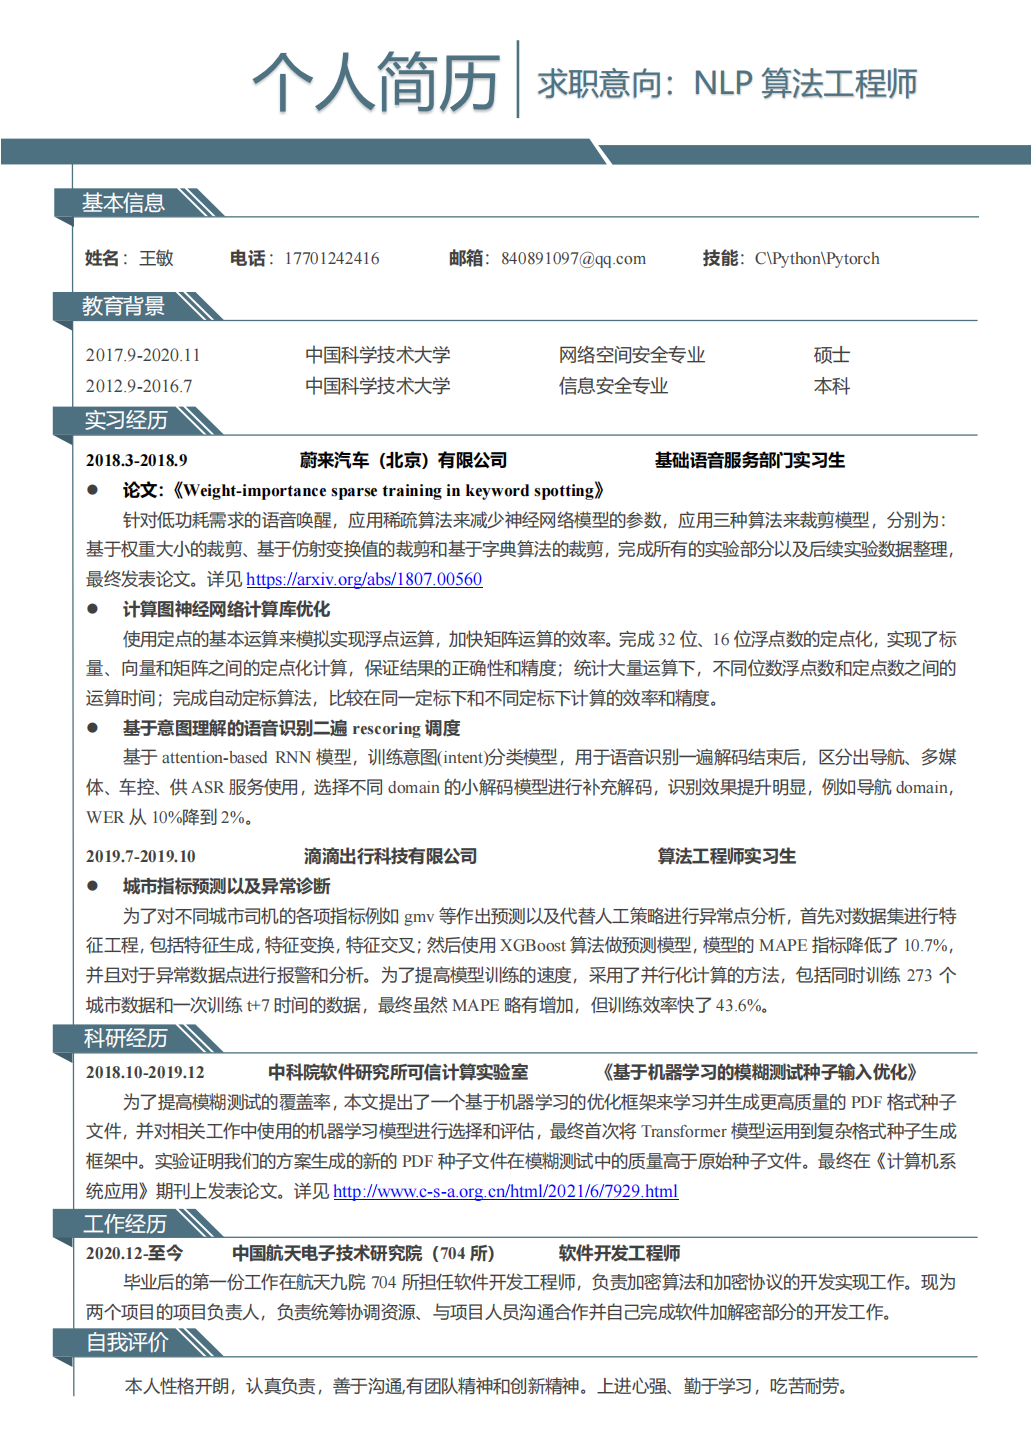 个人简历 求职意向：NLP 算法工程师
基本信息
姓名：王敏 电话：17701242416 邮箱：840891097@qq.com 技能：C\Python\Pytorch
教育背景
2017.9-2020.11 中国科学技术大学 网络空间安全专业 硕士
2012.9-2016.7 中国科学技术大学 信息安全专业 本科
实习经历
2018.3-2018.9 蔚来汽车（北京）有限公司 基础语音服务部门实习生
● 论文：《Weight-importance sparse training in keyword spotting》
针对低功耗需求的语音唤醒，应用稀疏算法来减少神经网络模型的参数，应用三种算法来裁剪模型，分别为：
基于权重大小的裁剪、基于仿射变换值的裁剪和基于字典算法的裁剪，完成所有的实验部分以及后续实验数据整理，
最终发表论文。详见 https://arxiv.org/abs/1807.00560
● 计算图神经网络计算库优化
使用定点的基本运算来模拟实现浮点运算，加快矩阵运算的效率。完成 32 位、16 位浮点数的定点化，实现了标
量、向量和矩阵之间的定点化计算，保证结果的正确性和精度；统计大量运算下，不同位数浮点数和定点数之间的
运算时间；完成自动定标算法，比较在同一定标下和不同定标下计算的效率和精度。
● 基于意图理解的语音识别二遍 rescoring 调度
基于 attention-based RNN 模型，训练意图(intent)分类模型，用于语音识别一遍解码结束后，区分出导航、多媒
体、车控、供 ASR 服务使用，选择不同 domain 的小解码模型进行补充解码，识别效果提升明显，例如导航 domain，
WER 从 10%降到 2%。
2019.7-2019.10 滴滴出行科技有限公司 算法工程师实习生
● 城市指标预测以及异常诊断
为了对不同城市司机的各项指标例如 gmv 等作出预测以及代替人工策略进行异常点分析，首先对数据集进行特
征工程，包括特征生成，特征变换，特征交叉；然后使用 XGBoost 算法做预测模型，模型的 MAPE 指标降低了 10.7%，
并且对于异常数据点进行报警和分析。为了提高模型训练的速度，采用了并行化计算的方法，包括同时训练 273 个
城市数据和一次训练 t+7 时间的数据，最终虽然 MAPE 略有增加，但训练效率快了 43.6%。
科研经历
2018.10-2019.12 中科院软件研究所可信计算实验室 《基于机器学习的模糊测试种子输入优化》
为了提高模糊测试的覆盖率，本文提出了一个基于机器学习的优化框架来学习并生成更高质量的 PDF 格式种子
文件，并对相关工作中使用的机器学习模型进行选择和评估，最终首次将 Transformer 模型运用到复杂格式种子生成
框架中。实验证明我们的方案生成的新的 PDF 种子文件在模糊测试中的质量高于原始种子文件。最终在《计算机系
统应用》期刊上发表论文。详见 http://www.c-s-a.org.cn/html/2021/6/7929.html
工作经历
2020.12-至今 中国航天电子技术研究院（704 所） 软件开发工程师
毕业后的第一份工作在航天九院 704 所担任软件开发工程师，负责加密算法和加密协议的开发实现工作。现为
两个项目的项目负责人，负责统筹协调资源、与项目人员沟通合作并自己完成软件加解密部分的开发工作。
自我评价
本人性格开朗，认真负责，善于沟通,有团队精神和创新精神。上进心强、勤于学习，吃苦耐劳。